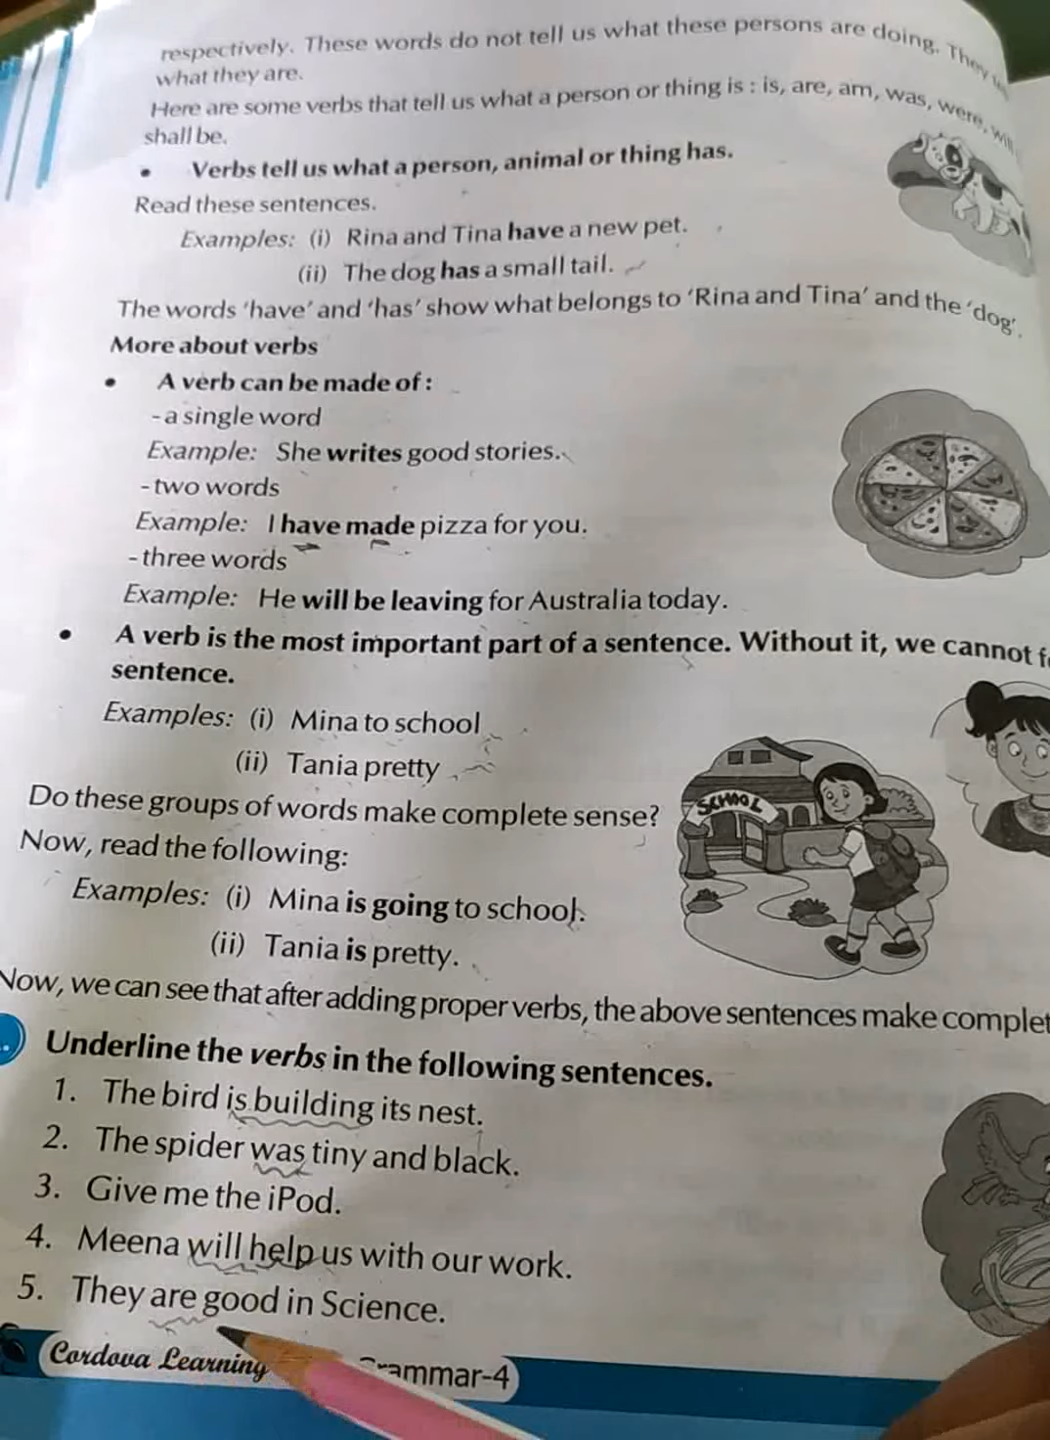 respectively. These words do not tell us what these persons are doing. They
what they are.
Here are some verbs that tell us what a person or thing is : is, are, am, was, were, will
shall be.
• Verbs tell us what a person, animal or thing has.
Read these sentences.
Examples: (i) Rina and Tina have a new pet.
(ii) The dog has a small tail.
The words ‘have’ and ‘has’ show what belongs to ‘Rina and Tina’ and the ‘dog’.
More about verbs
• A verb can be made of :
- a single word
Example: She writes good stories.
- two words
Example: I have made pizza for you.
- three words
Example: He will be leaving for Australia today.
• A verb is the most important part of a sentence. Without it, we cannot
sentence.
Examples: (i) Mina to school
(ii) Tania pretty
Do these groups of words make complete sense?
SCHOOL
Now, read the following:
Examples: (i) Mina is going to school.
(ii) Tania is pretty.
Now, we can see that after adding proper verbs, the above sentences make complet
Underline the verbs in the following sentences.
1. The bird is building its nest.
2. The spider was tiny and black.
3. Give me the iPod.
4. Meena will help us with our work.
5. They are good in Science.
Cordova Learning rammar-4